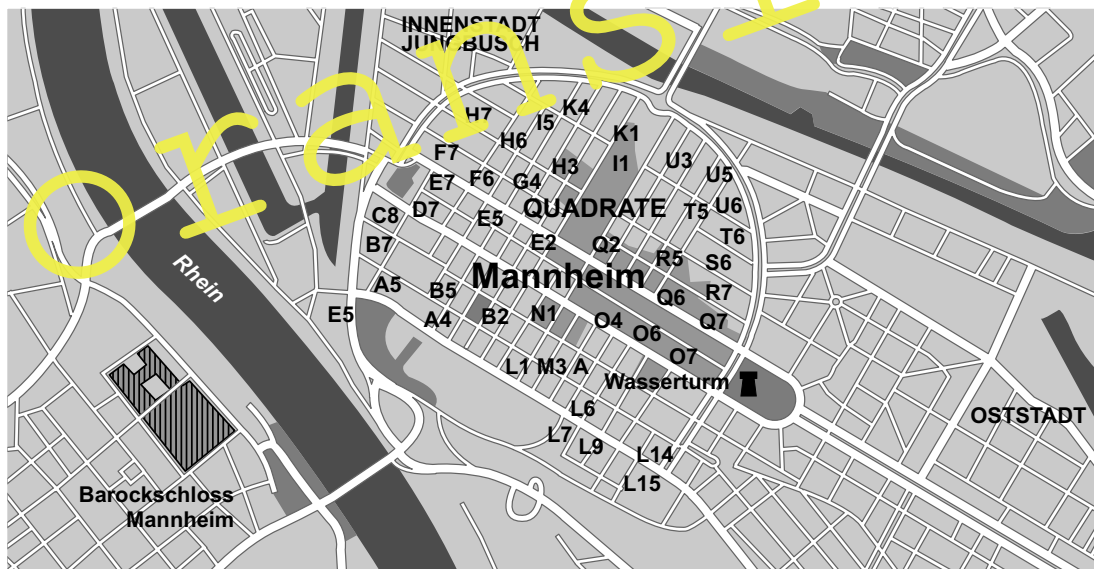 INNENSTADT
JUNGBUSCH
H7
I5
K4
H6
K1
F7
H3
I1
U3
E7
F6
G4
U5
C8
D7
E5
QUADRATE
T5
U6
B7
E2
Q2
T6
Rhein
Mannheim
R5
S6
A5
B5
Q6
R7
E5
A4
B2
N1
O4
O6
Q7
L1
M3
A
O7
Wasserturm
L6
OSTSTADT
L7
L9
L14
L15
Barockschloss
Mannheim